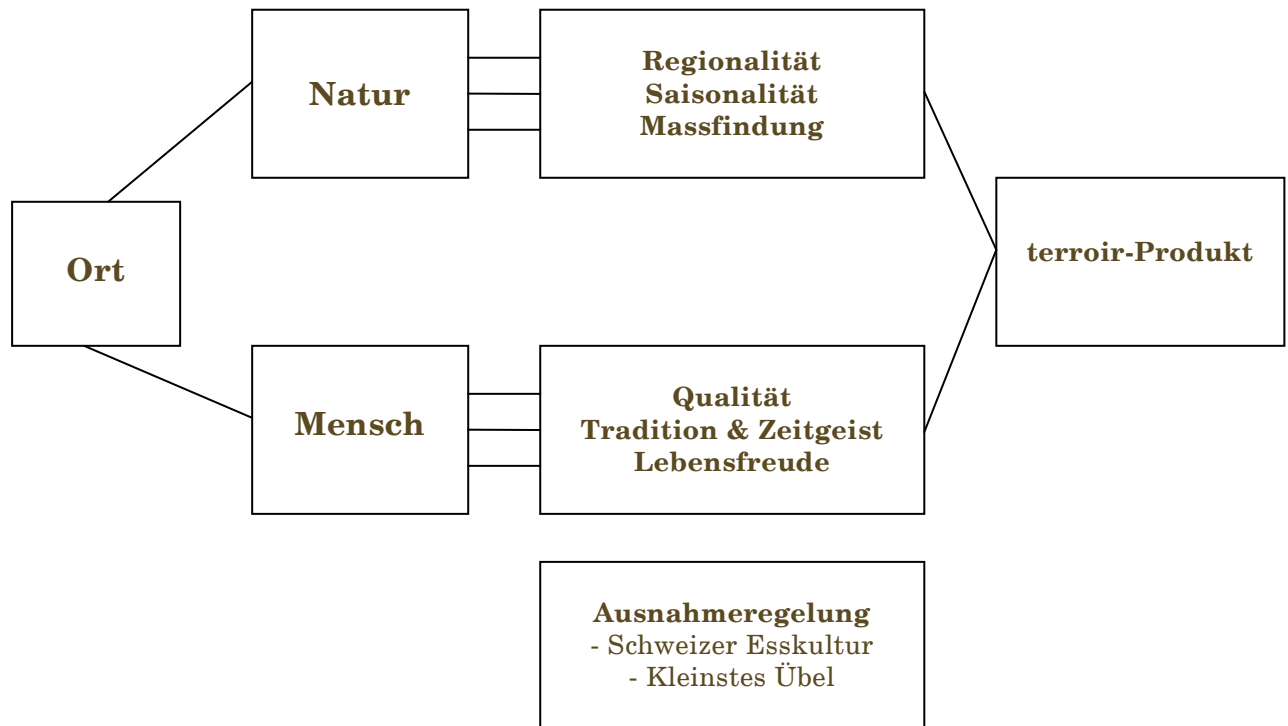 Natur
Regionalität
Saisonalität
Massfindung
Ort
terroir-Produkt
Mensch
Qualität
Tradition & Zeitgeist
Lebensfreude
Ausnahmeregelung
- Schweizer Esskultur
- Kleinstes Übel